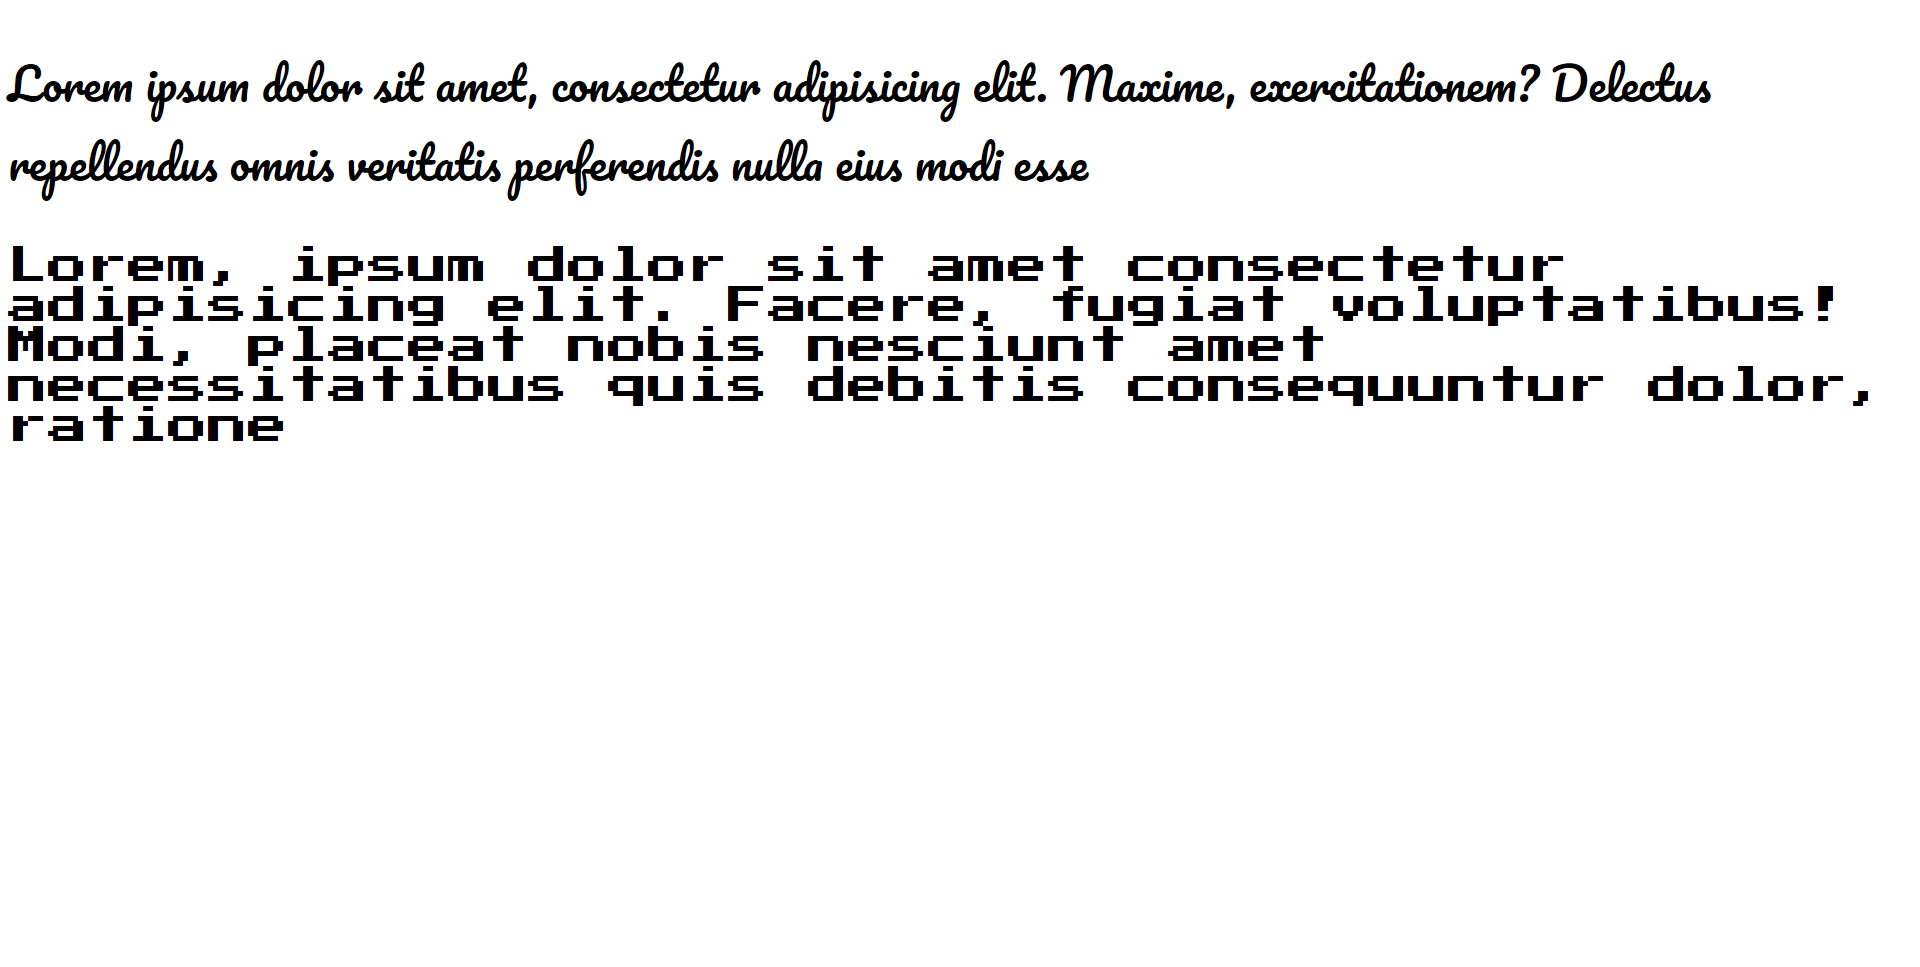 Lorem ipsum dolor sit amet, consectetur adipisicing elit. Maxime, exercitationem? Delectus
repellendus omnis veritatis perferendis nulla eius modi esse
Lorem, ipsum dolor sit amet consectetur
adipisicing elit. Facere, fugiat voluptatibus!
Modi, placeat nobis nesciunt amet
necessitatibus quis debitis consequuntur dolor,
ratione